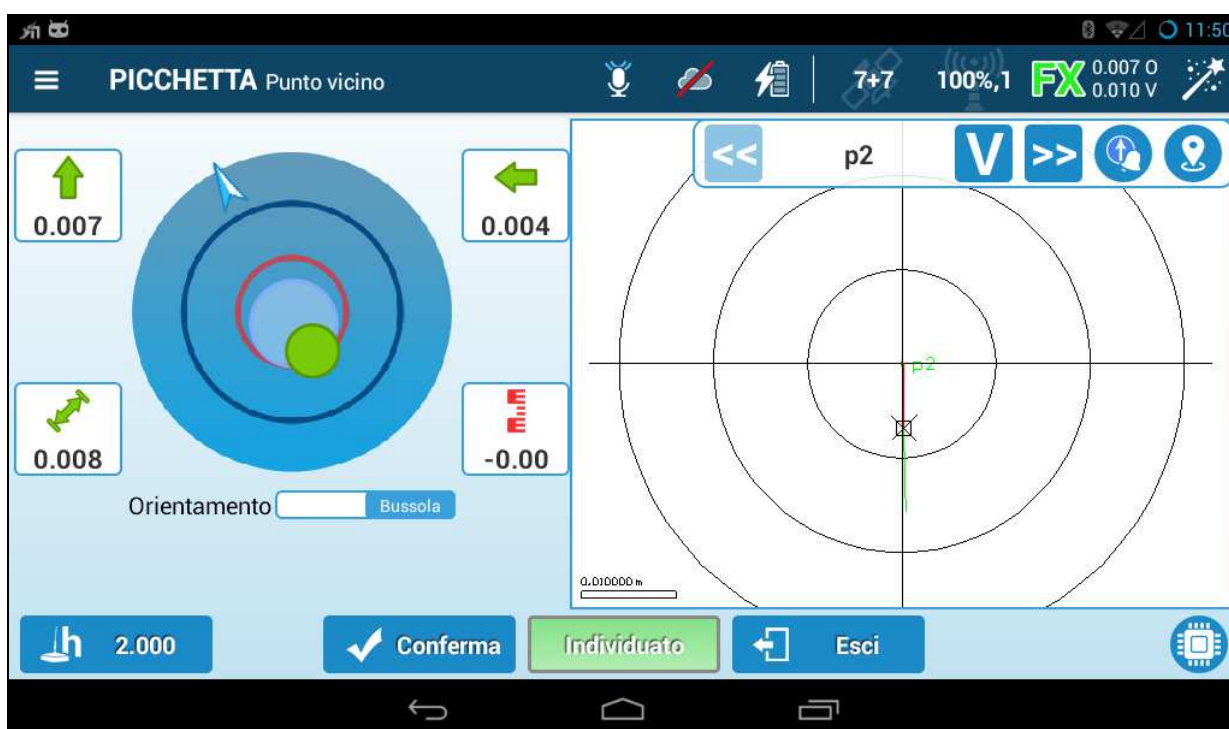 11:50
PICCHETTA Punto vicino
7+7
100%,1
FX
0.007 O
0.010 V
<<
p2
V
>>
0.007
0.004
p2
0.008
-0.00
Orientamento
Bussola
0.010000 m
h
2.000
Conferma
Individuato
Esci